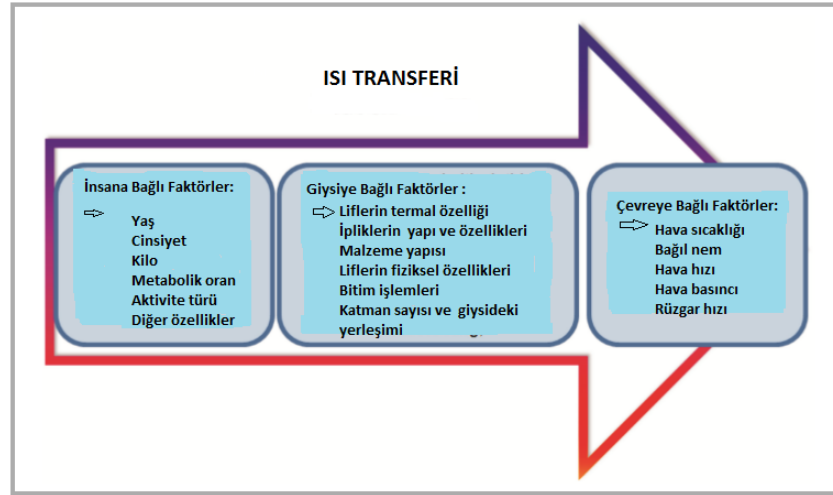 ISI TRANSFERİ
İnsana Bağlı Faktörler:
Yaş
Cinsiyet
Kilo
Metabolik oran
Aktivite türü
Diğer özellikler
Giysiye Bağlı Faktörler :
Liflerin termal özelliği
İpliklerin yapı ve özellikleri
Malzeme yapısı
Liflerin fiziksel özellikleri
Bitim işlemleri
Katman sayısı ve giysideki
yerleşimi
Çevreye Bağlı Faktörler:
Hava sıcaklığı
Bağıl nem
Hava hızı
Hava basıncı
Rüzgar hızı